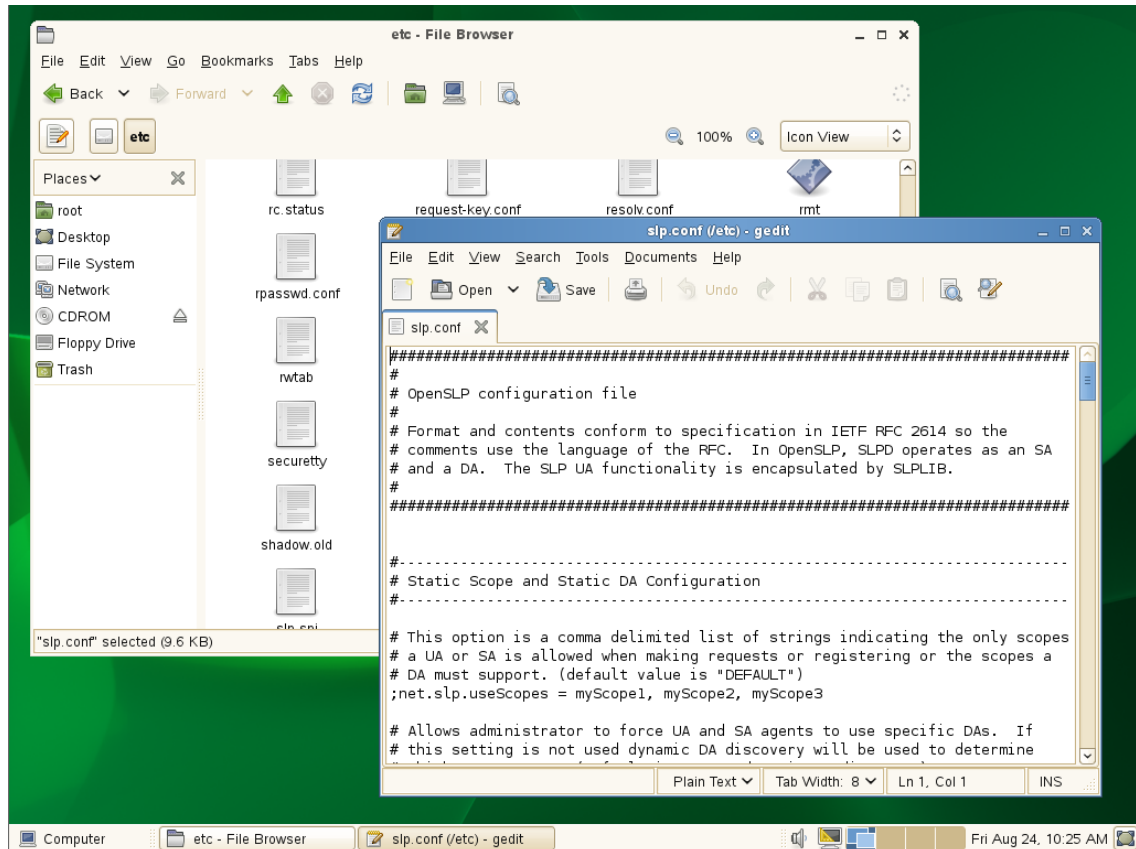 etc - File Browser
File Edit View Go Bookmarks Tabs Help
Back Forward
etc 100% Icon View
Places
root
Desktop
File System
Network
CDROM
Floppy Drive
Trash
rc.status request-key.conf resolv.conf rmt
rpasswd.conf
rwtab
securetty
shadow.old
slp.spi
"slp.conf" selected (9.6 KB)
slp.conf (/etc) - gedit
File Edit View Search Tools Documents Help
Open Save Undo
slp.conf
#############################################################################
#
# OpenSLP configuration file
#
# Format and contents conform to specification in IETF RFC 2614 so the
# comments use the language of the RFC.  In OpenSLP, SLPD operates as an SA
# and a DA.  The SLP UA functionality is encapsulated by SLPLIB.
#
#############################################################################
#----------------------------------------------------------------------------
# Static Scope and Static DA Configuration
#----------------------------------------------------------------------------
# This option is a comma delimited list of strings indicating the only scopes
# a UA or SA is allowed when making requests or registering or the scopes a
# DA must support. (default value is "DEFAULT")
;net.slp.useScopes = myScope1, myScope2, myScope3
# Allows administrator to force UA and SA agents to use specific DAs.  If
# this setting is not used dynamic DA discovery will be used to determine
Plain Text Tab Width: 8 Ln 1, Col 1 INS
Computer etc - File Browser slp.conf (/etc) - gedit Fri Aug 24, 10:25 AM